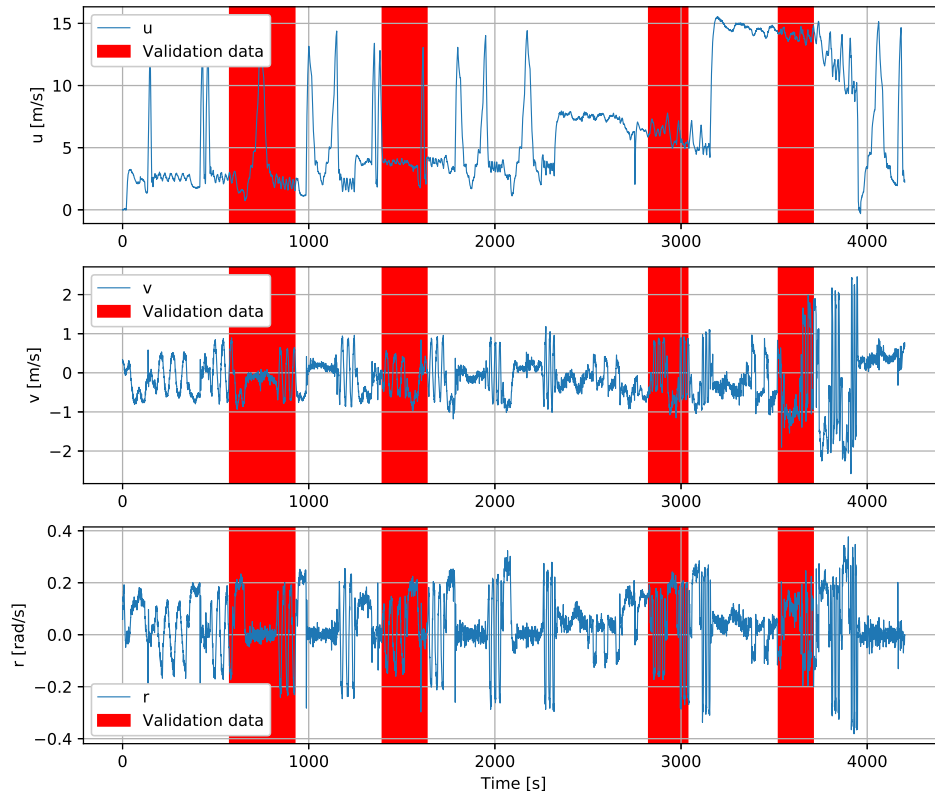 u [m/s]
15
10
5
0
u
Validation data
0 1000 2000 3000 4000
v [m/s]
2
1
0
−1
−2
v
Validation data
0 1000 2000 3000 4000
r [rad/s]
0.4
0.2
0.0
−0.2
−0.4
r
Validation data
0 1000 2000 3000 4000
Time [s]